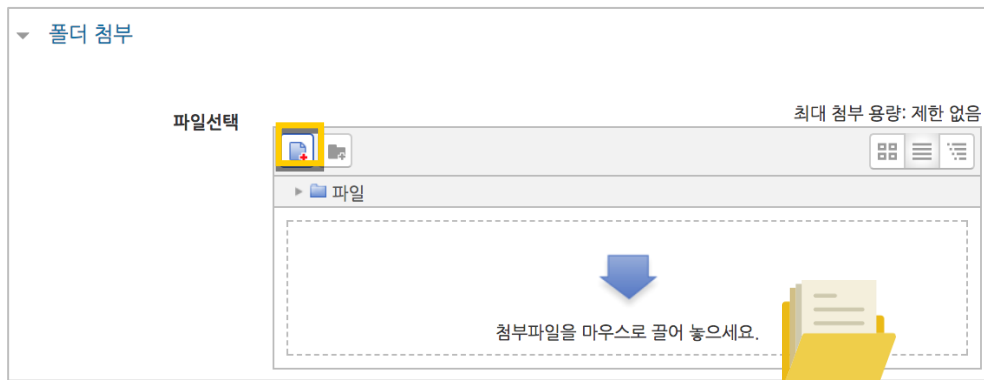 폴더 첨부
최대 첨부 용량: 제한 없음
파일선택
파일
첨부파일을 마우스로 끌어 놓으세요.